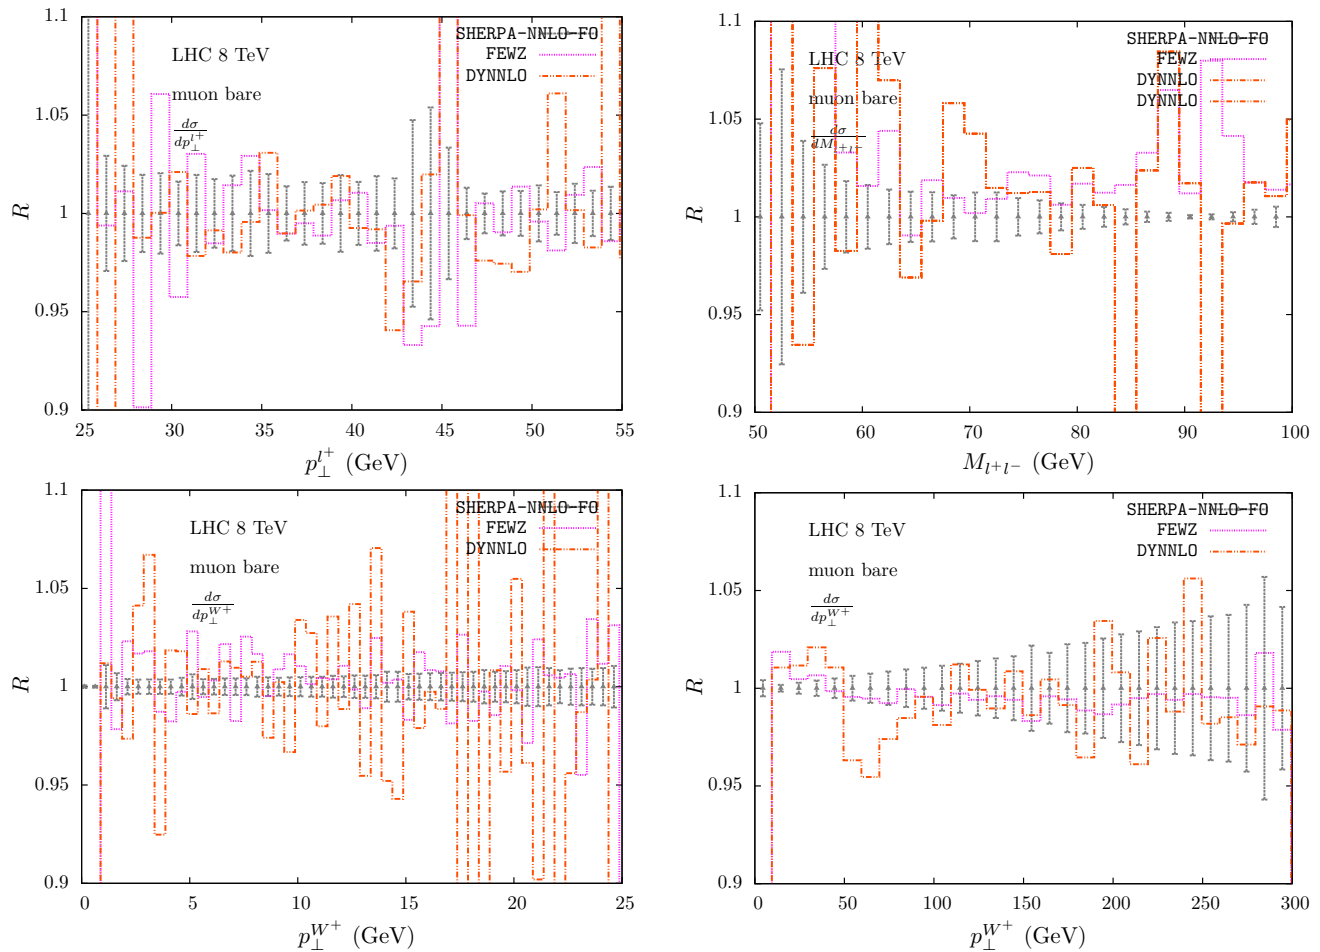 1.1
1.05
1
0.95
0.9
R
LHC 8 TeV
muon bare
dσ/dp⊥^{l+}
SHERPA-NNLO-FO
FEWZ
DYNNLO
25 30 35 40 45 50 55
p⊥^{l+} (GeV)
1.1
1.05
1
0.95
0.9
R
LHC 8 TeV
muon bare
dσ/dM_{l+l−}
SHERPA-NNLO-FO
FEWZ
DYNNLO
DYNNLO
50 60 70 80 90 100
M_{l+l−} (GeV)
1.1
1.05
1
0.95
0.9
R
LHC 8 TeV
muon bare
dσ/dp⊥^{W+}
SHERPA-NNLO-FO
FEWZ
DYNNLO
0 5 10 15 20 25
p⊥^{W+} (GeV)
1.1
1.05
1
0.95
0.9
R
LHC 8 TeV
muon bare
dσ/dp⊥^{W+}
SHERPA-NNLO-FO
FEWZ
DYNNLO
0 50 100 150 200 250 300
p⊥^{W+} (GeV)